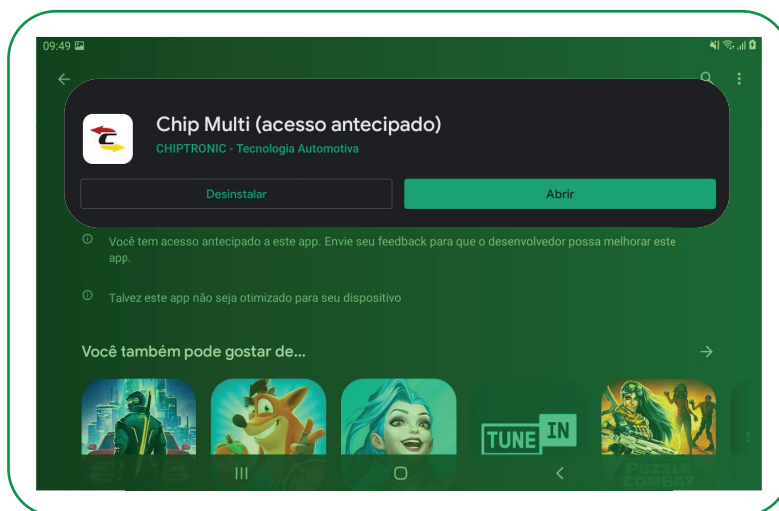 09:49
Chip Multi (acesso antecipado)
CHIPTRONIC - Tecnologia Automotiva
Desinstalar
Abrir
Você tem acesso antecipado a este app. Envie seu feedback para que o desenvolvedor possa melhorar este
app.
Talvez este app não seja otimizado para seu dispositivo
Você também pode gostar de...
TUNE IN
PUZZLE
COMBAT